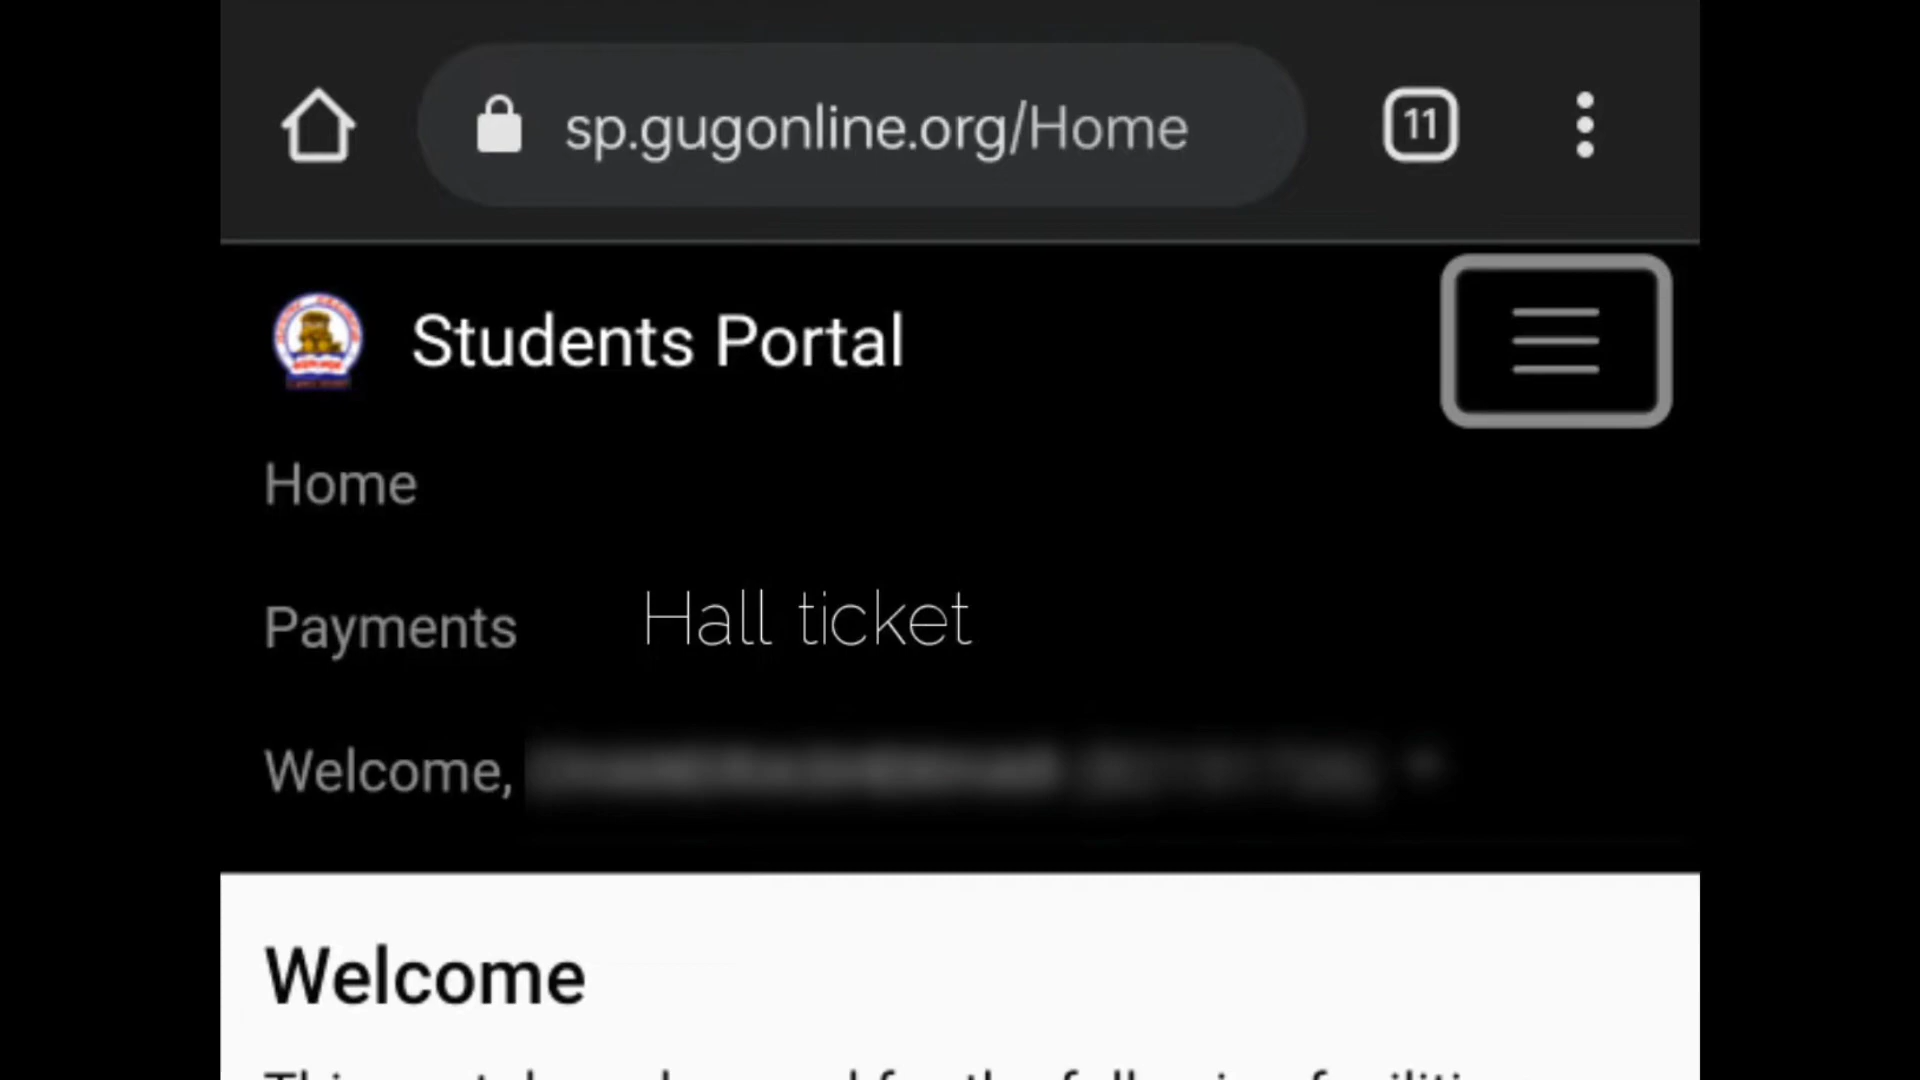 sp.gugonline.org/Home
11
Students Portal
Home
Payments
Hall ticket
Welcome,
Welcome